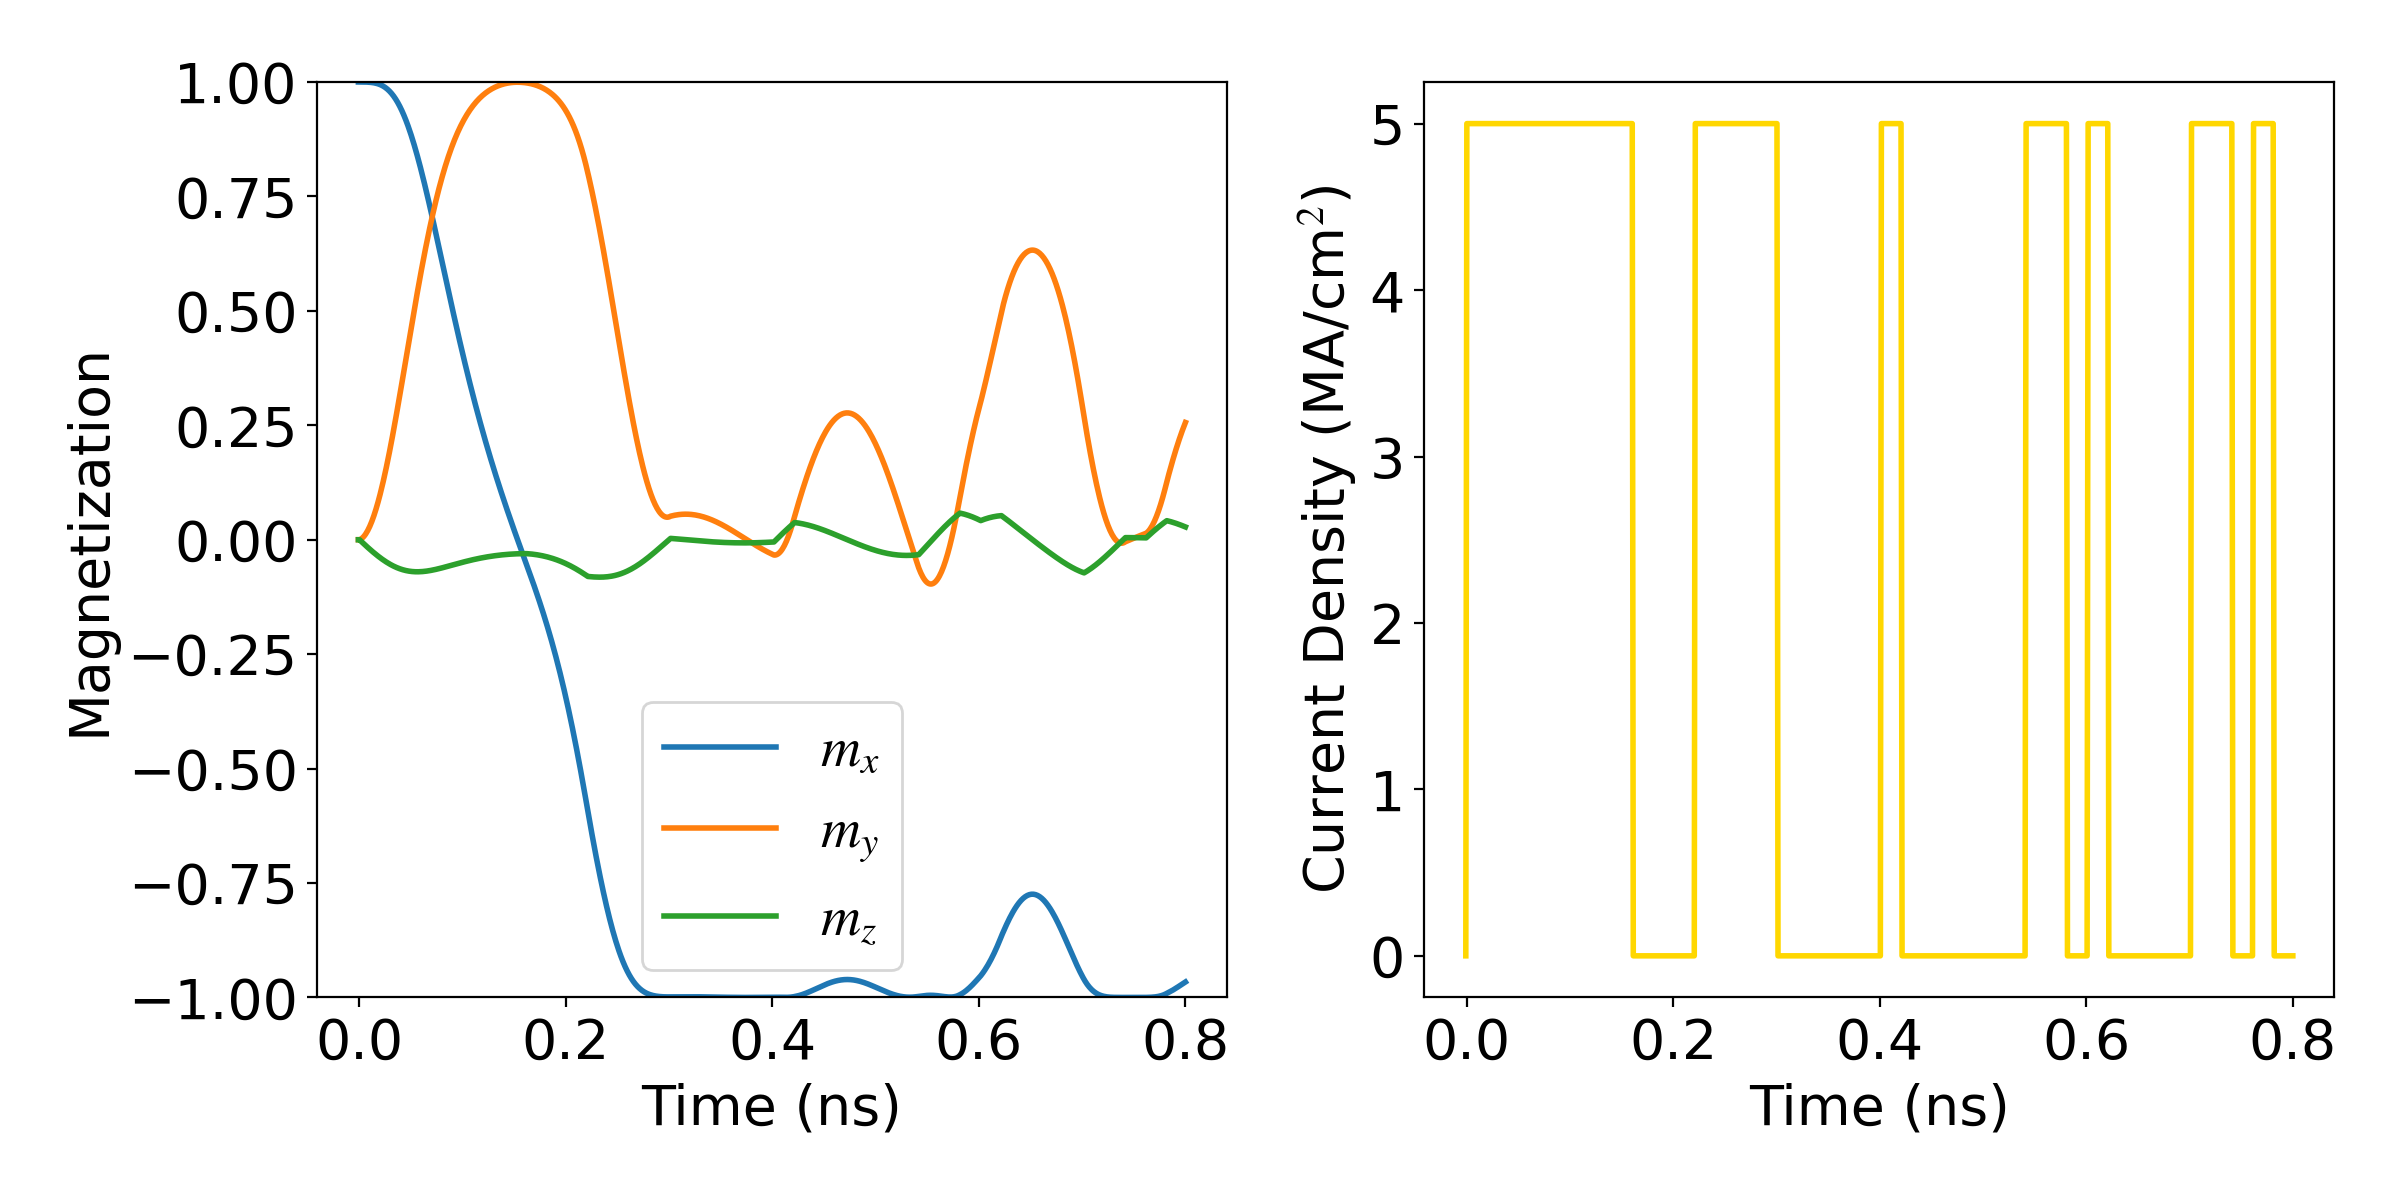 1.00
0.75
0.50
0.25
0.00
−0.25
−0.50
−0.75
−1.00
Magnetization
m_x
m_y
m_z
0.0 0.2 0.4 0.6 0.8
Time (ns)
5
4
3
2
1
0
Current Density (MA/cm²)
0.0 0.2 0.4 0.6 0.8
Time (ns)